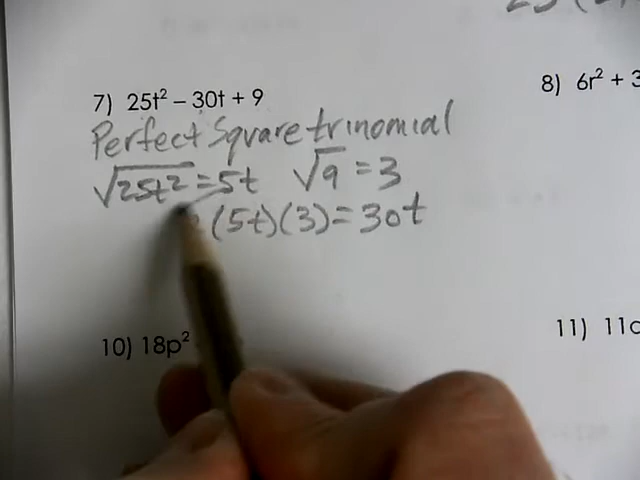 7) 25t² – 30t + 9
8) 6r² + 3
Perfect Square trinomial
√25t² = 5t √9 = 3
(5t)(3) = 30t
10) 18p²
11) 11